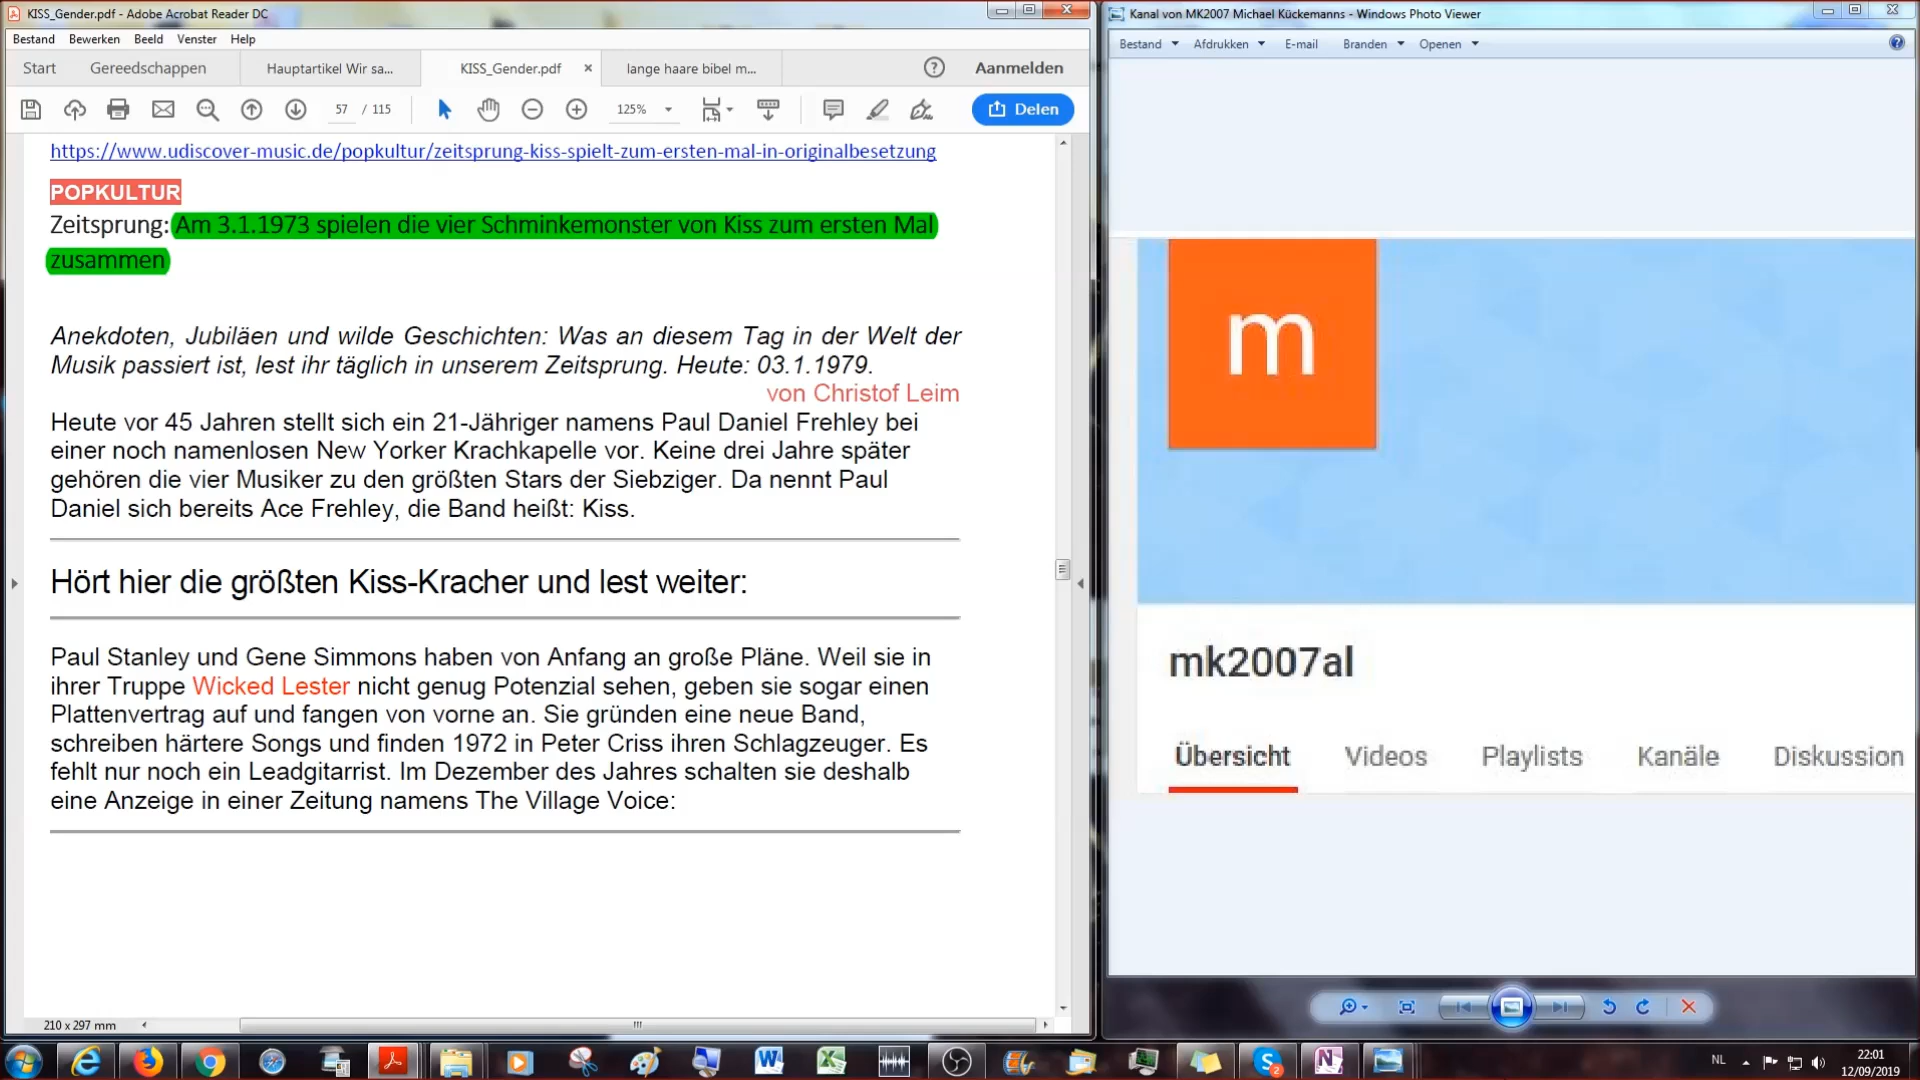 KISS_Gender.pdf - Adobe Acrobat Reader DC
Bestand Bewerken Beeld Venster Help
Start Gereedschappen Hauptartikel Wir sa... KISS_Gender.pdf × lange haare bibel m... Aanmelden
57 / 115 125% Delen
https://www.udiscover-music.de/popkultur/zeitsprung-kiss-spielt-zum-ersten-mal-in-originalbesetzung
POPKULTUR
Zeitsprung: Am 3.1.1973 spielen die vier Schminkemonster von Kiss zum ersten Mal
zusammen
Anekdoten, Jubiläen und wilde Geschichten: Was an diesem Tag in der Welt der
Musik passiert ist, lest ihr täglich in unserem Zeitsprung. Heute: 03.1.1979.
von Christof Leim
Heute vor 45 Jahren stellt sich ein 21-Jähriger namens Paul Daniel Frehley bei
einer noch namenlosen New Yorker Krachkapelle vor. Keine drei Jahre später
gehören die vier Musiker zu den größten Stars der Siebziger. Da nennt Paul
Daniel sich bereits Ace Frehley, die Band heißt: Kiss.
Hört hier die größten Kiss-Kracher und lest weiter:
Paul Stanley und Gene Simmons haben von Anfang an große Pläne. Weil sie in
ihrer Truppe Wicked Lester nicht genug Potenzial sehen, geben sie sogar einen
Plattenvertrag auf und fangen von vorne an. Sie gründen eine neue Band,
schreiben härtere Songs und finden 1972 in Peter Criss ihren Schlagzeuger. Es
fehlt nur noch ein Leadgitarrist. Im Dezember des Jahres schalten sie deshalb
eine Anzeige in einer Zeitung namens The Village Voice:
210 x 297 mm
Kanal von MK2007 Michael Kückemanns - Windows Photo Viewer
Bestand Afdrukken E-mail Branden Openen
m
mk2007al
Übersicht Videos Playlists Kanäle Diskussion
NL 22:01
12/09/2019